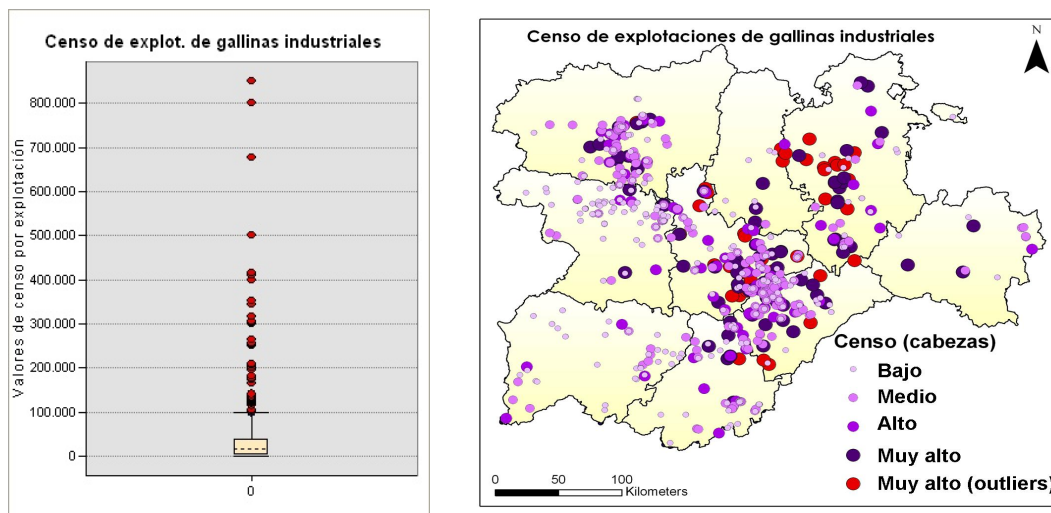 Censo de explot. de gallinas industriales
Valores de censo por explotación
800.000
700.000
600.000
500.000
400.000
300.000
200.000
100.000
0
0
Censo de explotaciones de gallinas industriales
N
Censo (cabezas)
Bajo
Medio
Alto
Muy alto
Muy alto (outliers)
0 50 100
Kilometers